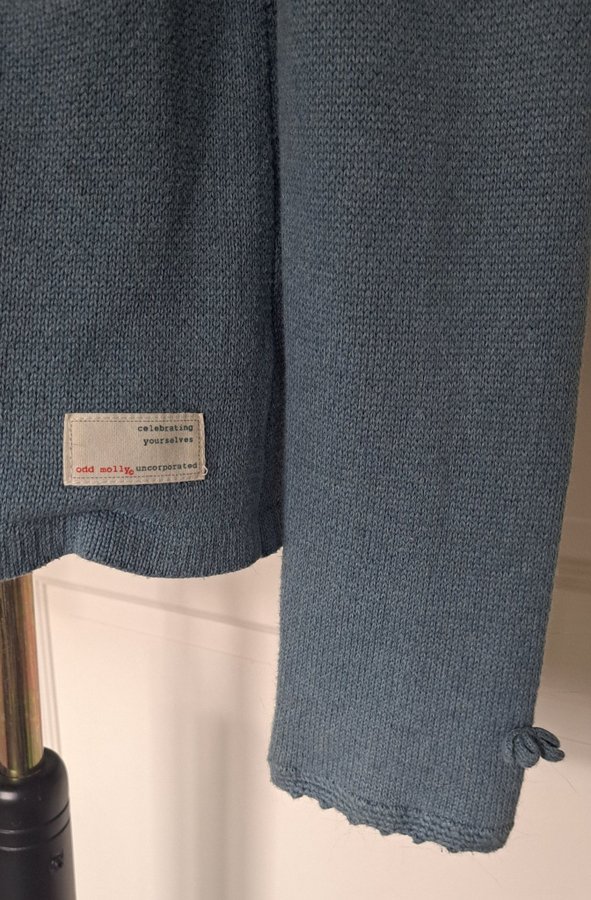 celebrating
yourselves
odd molly© uncorporated